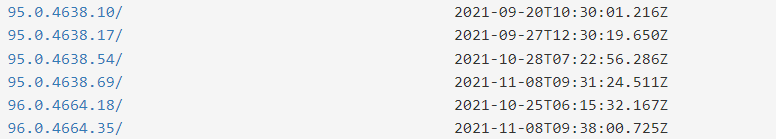 95.0.4638.10/ 2021-09-20T10:30:01.216Z
95.0.4638.17/ 2021-09-27T12:30:19.650Z
95.0.4638.54/ 2021-10-28T07:22:56.286Z
95.0.4638.69/ 2021-11-08T09:31:24.511Z
96.0.4664.18/ 2021-10-25T06:15:32.167Z
96.0.4664.35/ 2021-11-08T09:38:00.725Z